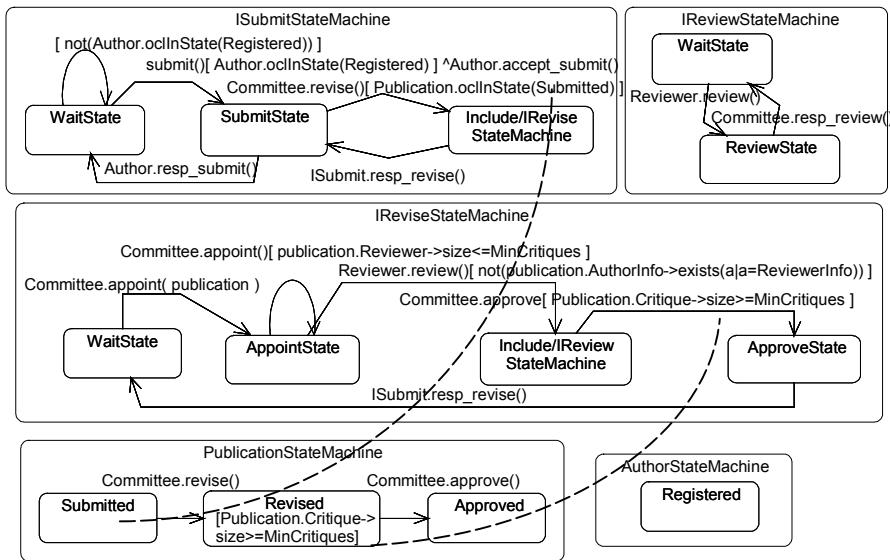 ISubmitStateMachine
[ not(Author.oclInState(Registered)) ]
submit()[ Author.oclInState(Registered) ] ^Author.accept_submit()
Committee.revise()[ Publication.oclInState(Submitted) ]
WaitState
SubmitState
Include/IRevise
StateMachine
Author.resp_submit()
ISubmit.resp_revise()
IReviewStateMachine
WaitState
Reviewer.review()
Committee.resp_review()
ReviewState
IReviseStateMachine
Committee.appoint()[ publication.Reviewer->size<=MinCritiques ]
Reviewer.review()[ not(publication.AuthorInfo->exists(a|a=ReviewerInfo)) ]
Committee.appoint( publication )
Committee.approve[ Publication.Critique->size>=MinCritiques ]
WaitState
AppointState
Include/IReview
StateMachine
ApproveState
ISubmit.resp_revise()
PublicationStateMachine
Committee.revise()
Committee.approve()
Submitted
Revised
[Publication.Critique->
size>=MinCritiques]
Approved
AuthorStateMachine
Registered